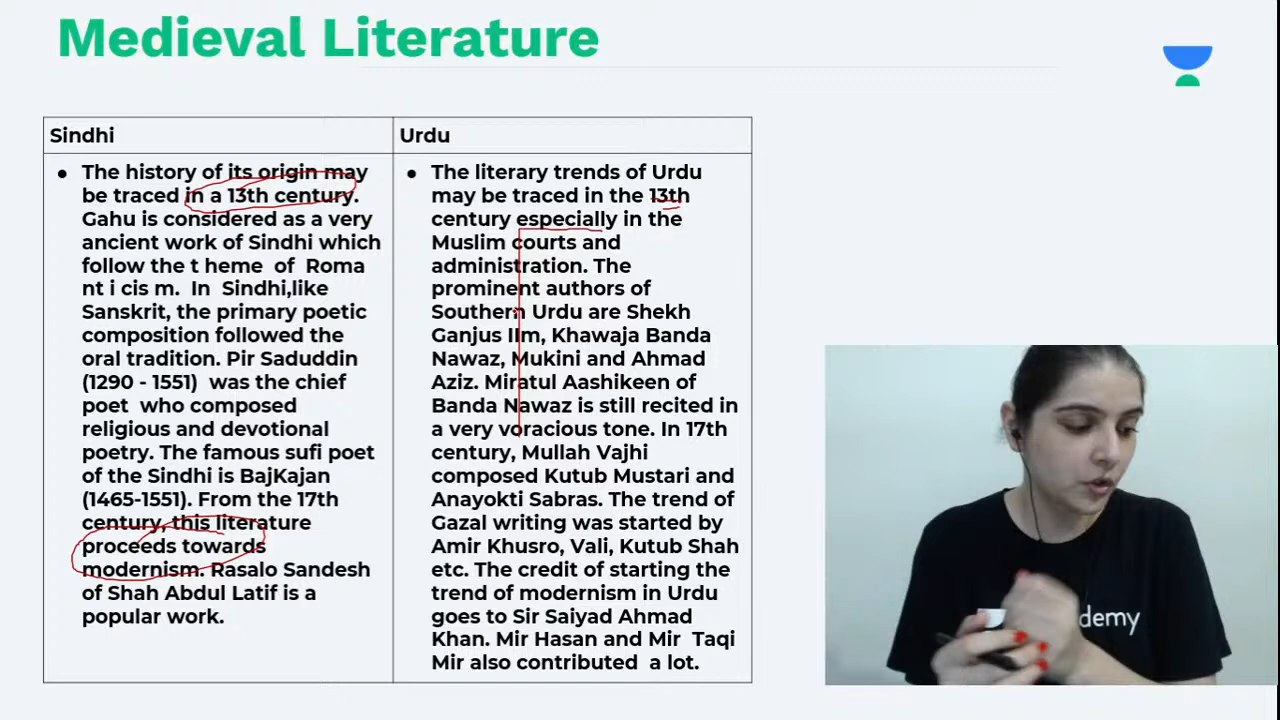 Medieval Literature
Sindhi
The history of its origin may
be traced in a 13th century.
Gahu is considered as a very
ancient work of Sindhi which
follow the t heme of Roma
nt i cis m. In Sindhi,like
Sanskrit, the primary poetic
composition followed the
oral tradition. Pir Saduddin
(1290 - 1551) was the chief
poet who composed
religious and devotional
poetry. The famous sufi poet
of the Sindhi is BajKajan
(1465-1551). From the 17th
century, this literature
proceeds towards
modernism. Rasalo Sandesh
of Shah Abdul Latif is a
popular work.
Urdu
The literary trends of Urdu
may be traced in the 13th
century especially in the
Muslim courts and
administration. The
prominent authors of
Southern Urdu are Shekh
Ganjus IIm, Khawaja Banda
Nawaz, Mukini and Ahmad
Aziz. Miratul Aashikeen of
Banda Nawaz is still recited in
a very voracious tone. In 17th
century, Mullah Vajhi
composed Kutub Mustari and
Anayokti Sabras. The trend of
Gazal writing was started by
Amir Khusro, Vali, Kutub Shah
etc. The credit of starting the
trend of modernism in Urdu
goes to Sir Saiyad Ahmad
Khan. Mir Hasan and Mir Taqi
Mir also contributed a lot.
demy